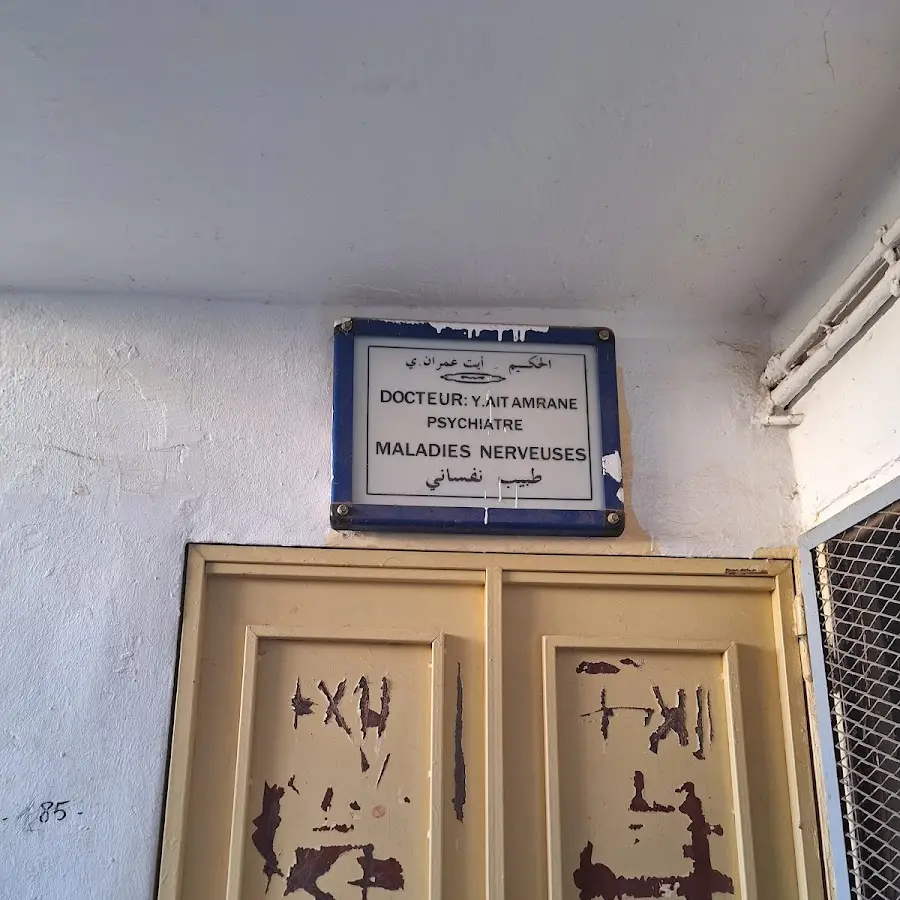 الحكيم - أيت عمران.ي
DOCTEUR: Y.AIT AMRANE
PSYCHIATRE
MALADIES NERVEUSES
طبيب نفساني
- 85 -